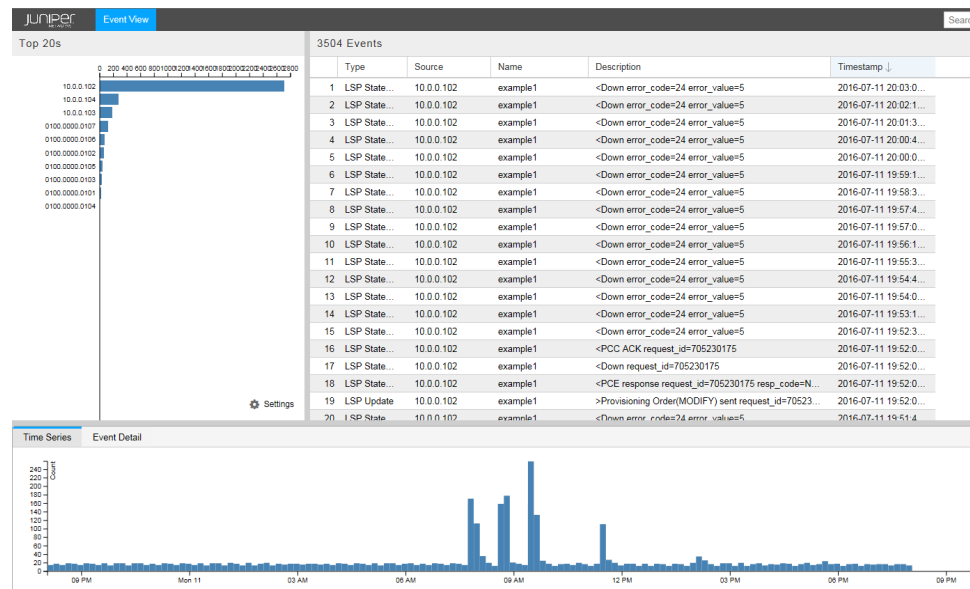 JUNIPER NETWORKS Event View Sear
Top 20s
3504 Events
0 200 400 600 800 1000 1200 1400 1600 1800 2000 2200 2400 2600 2800
10.0.0.102
10.0.0.104
10.0.0.103
0100.0000.0107
0100.0000.0106
0100.0000.0102
0100.0000.0105
0100.0000.0103
0100.0000.0101
0100.0000.0104
Settings
Type Source Name Description Timestamp ↓
1 LSP State... 10.0.0.102 example1 <Down error_code=24 error_value=5 2016-07-11 20:03:0...
2 LSP State... 10.0.0.102 example1 <Down error_code=24 error_value=5 2016-07-11 20:02:1...
3 LSP State... 10.0.0.102 example1 <Down error_code=24 error_value=5 2016-07-11 20:01:3...
4 LSP State... 10.0.0.102 example1 <Down error_code=24 error_value=5 2016-07-11 20:00:4...
5 LSP State... 10.0.0.102 example1 <Down error_code=24 error_value=5 2016-07-11 20:00:0...
6 LSP State... 10.0.0.102 example1 <Down error_code=24 error_value=5 2016-07-11 19:59:1...
7 LSP State... 10.0.0.102 example1 <Down error_code=24 error_value=5 2016-07-11 19:58:3...
8 LSP State... 10.0.0.102 example1 <Down error_code=24 error_value=5 2016-07-11 19:57:4...
9 LSP State... 10.0.0.102 example1 <Down error_code=24 error_value=5 2016-07-11 19:57:0...
10 LSP State... 10.0.0.102 example1 <Down error_code=24 error_value=5 2016-07-11 19:56:1...
11 LSP State... 10.0.0.102 example1 <Down error_code=24 error_value=5 2016-07-11 19:55:3...
12 LSP State... 10.0.0.102 example1 <Down error_code=24 error_value=5 2016-07-11 19:54:4...
13 LSP State... 10.0.0.102 example1 <Down error_code=24 error_value=5 2016-07-11 19:54:0...
14 LSP State... 10.0.0.102 example1 <Down error_code=24 error_value=5 2016-07-11 19:53:1...
15 LSP State... 10.0.0.102 example1 <Down error_code=24 error_value=5 2016-07-11 19:52:3...
16 LSP State... 10.0.0.102 example1 <PCC ACK request_id=705230175 2016-07-11 19:52:0...
17 LSP State... 10.0.0.102 example1 <Down request_id=705230175 2016-07-11 19:52:0...
18 LSP State... 10.0.0.102 example1 <PCE response request_id=705230175 resp_code=N... 2016-07-11 19:52:0...
19 LSP Update 10.0.0.102 example1 >Provisioning Order(MODIFY) sent request_id=70523... 2016-07-11 19:52:0...
20 LSP State... 10.0.0.102 example1 <Down error_code=24 error_value=5 2016-07-11 19:51:4...
Time Series Event Detail
Count
240
220
200
180
160
140
120
100
80
60
40
20
0
09 PM Mon 11 03 AM 06 AM 09 AM 12 PM 03 PM 06 PM 09 PM